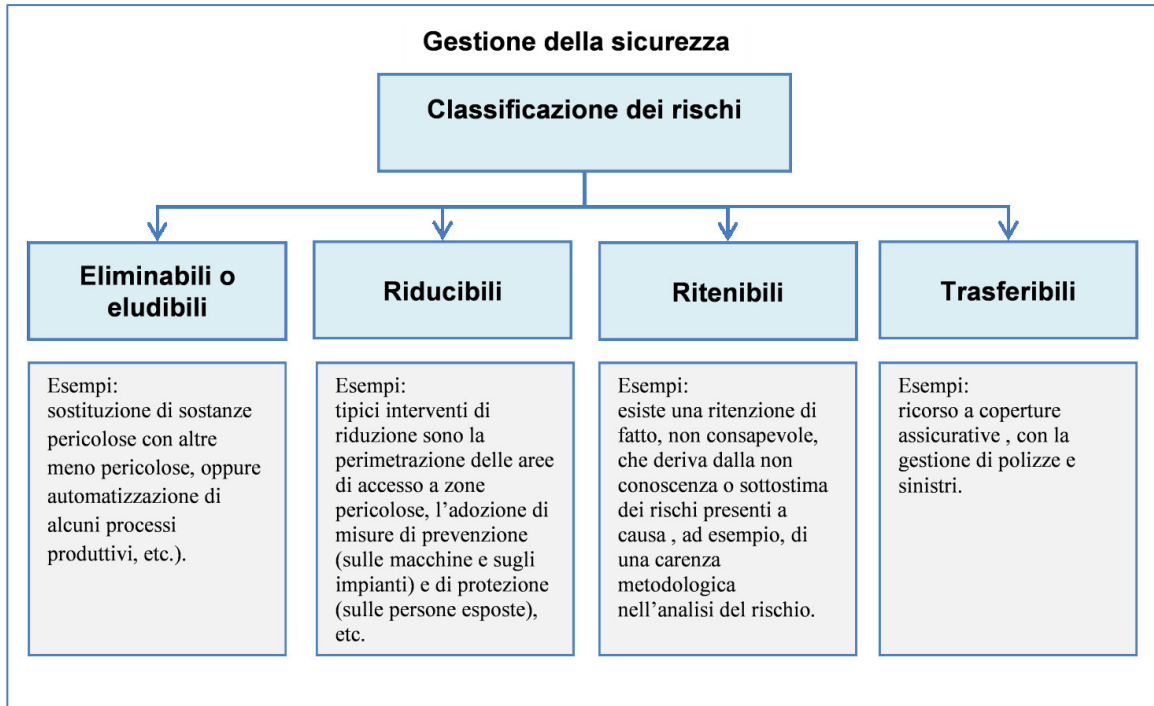 Gestione della sicurezza
Classificazione dei rischi
Eliminabili o
eludibili
Riducibili
Ritenibili
Trasferibili
Esempi:
sostituzione di sostanze
pericolose con altre
meno pericolose, oppure
automatizzazione di
alcuni processi
produttivi, etc.).
Esempi:
tipici interventi di
riduzione sono la
perimetrazione delle aree
di accesso a zone
pericolose, l’adozione di
misure di prevenzione
(sulle macchine e sugli
impianti) e di protezione
(sulle persone esposte),
etc.
Esempi:
esiste una ritenzione di
fatto, non consapevole,
che deriva dalla non
conoscenza o sottostima
dei rischi presenti a
causa , ad esempio, di
una carenza
metodologica
nell’analisi del rischio.
Esempi:
ricorso a coperture
assicurative , con la
gestione di polizze e
sinistri.